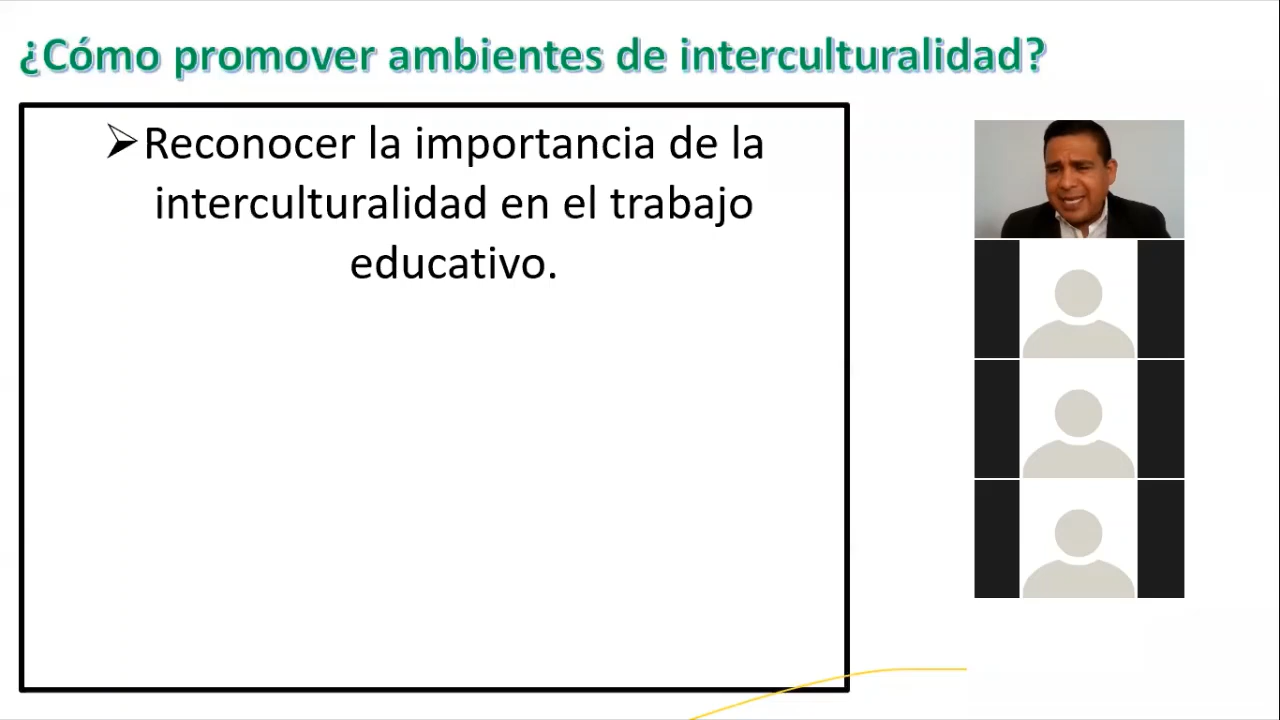 ¿Cómo promover ambientes de interculturalidad?
➢Reconocer la importancia de la
interculturalidad en el trabajo
educativo.